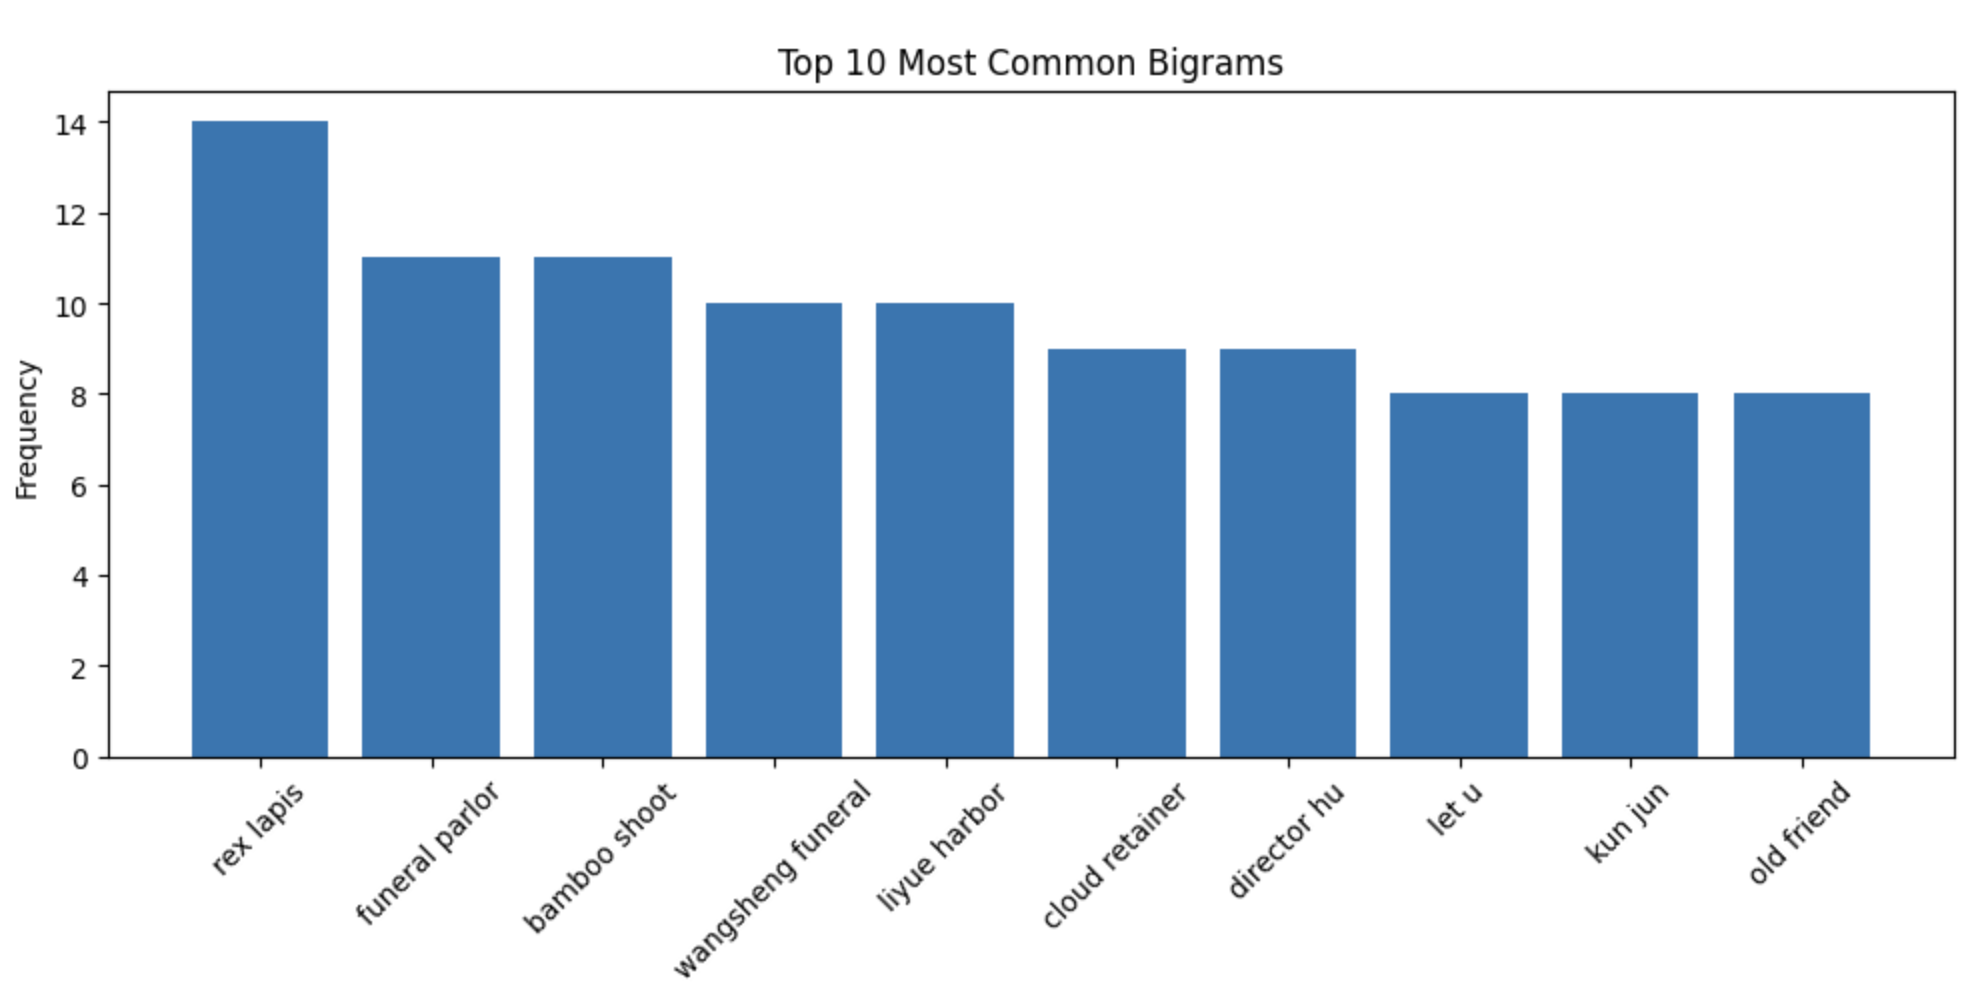 Top 10 Most Common Bigrams
Frequency
14
12
10
8
6
4
2
0
rex lapis
funeral parlor
bamboo shoot
wangsheng funeral
liyue harbor
cloud retainer
director hu
let u
kun jun
old friend